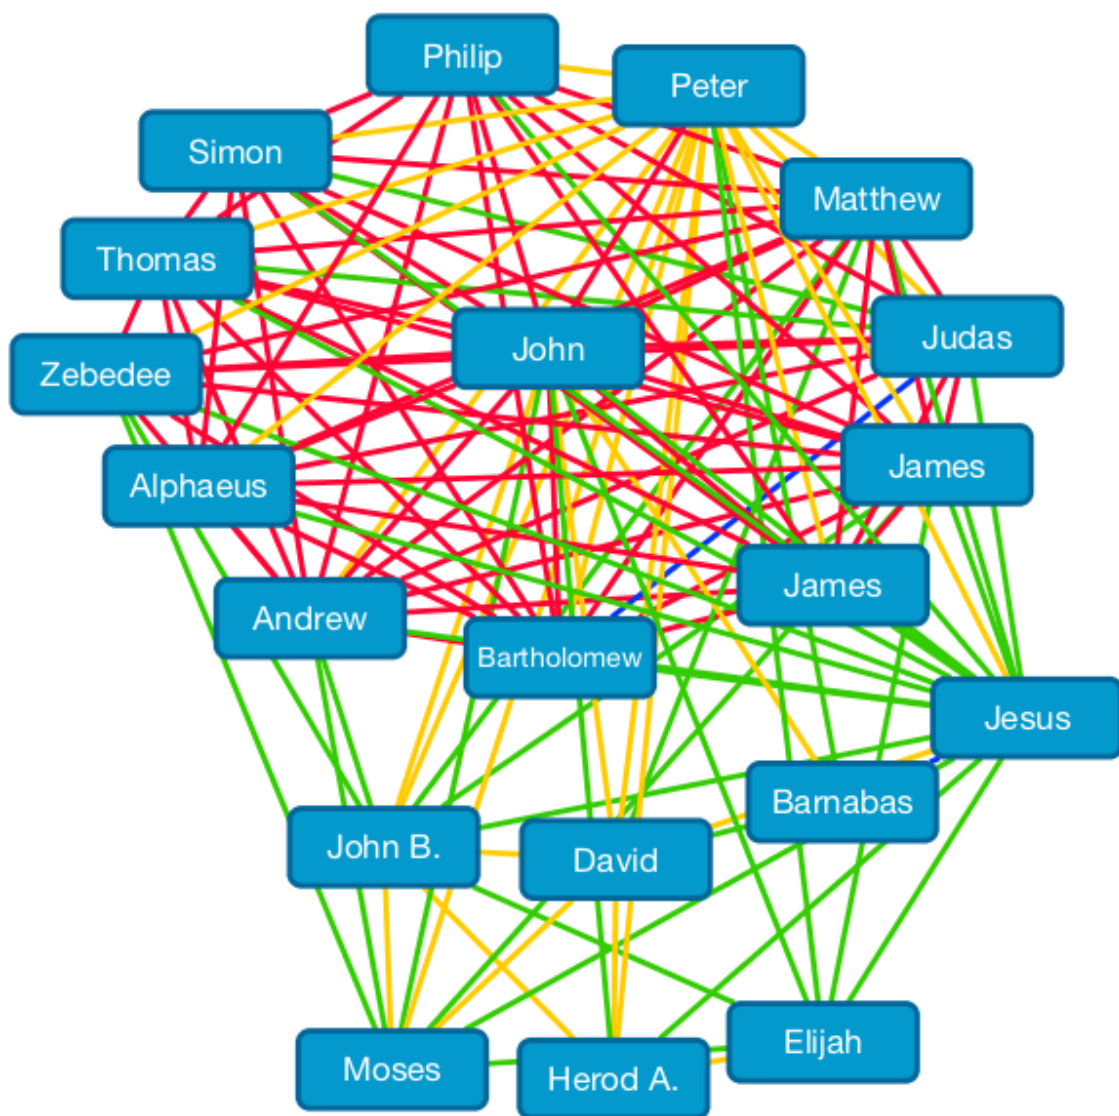 Philip
Peter
Simon
Matthew
Thomas
Judas
John
Zebedee
James
Alphaeus
James
Andrew
Bartholomew
Jesus
Barnabas
John B.
David
Elijah
Moses
Herod A.